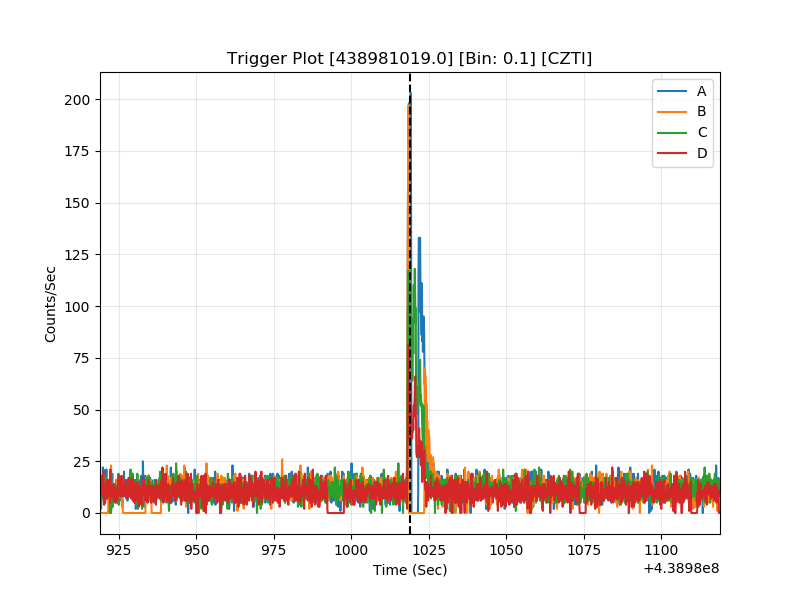 Trigger Plot [438981019.0] [Bin: 0.1] [CZTI]
A
B
C
D
200
175
150
125
100
75
50
25
0
Counts/Sec
925 950 975 1000 1025 1050 1075 1100
Time (Sec)
+4.3898e8